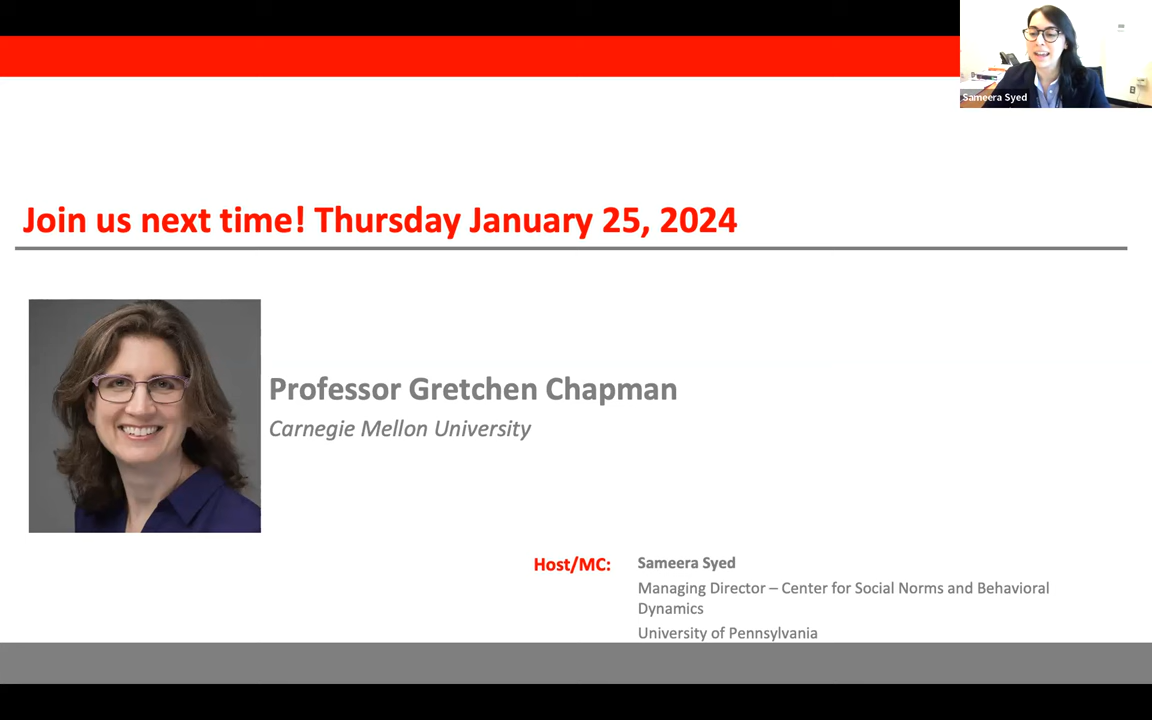 Sameera Syed
Join us next time! Thursday January 25, 2024
Professor Gretchen Chapman
Carnegie Mellon University
Host/MC:
Sameera Syed
Managing Director – Center for Social Norms and Behavioral
Dynamics
University of Pennsylvania